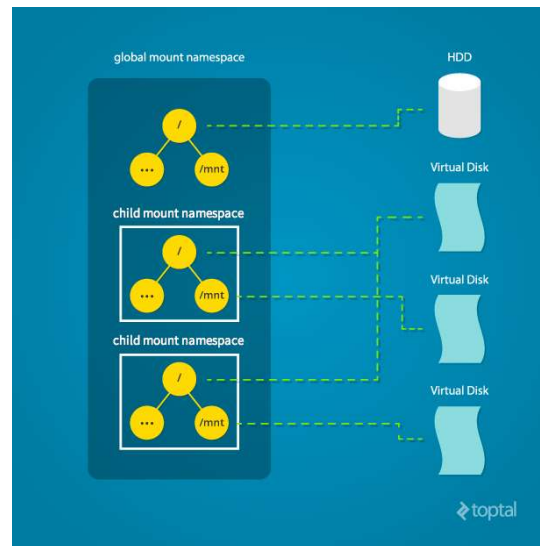 global mount namespace
HDD
/
... /mnt
Virtual Disk
child mount namespace
/
... /mnt
Virtual Disk
child mount namespace
/
... /mnt
Virtual Disk
toptal